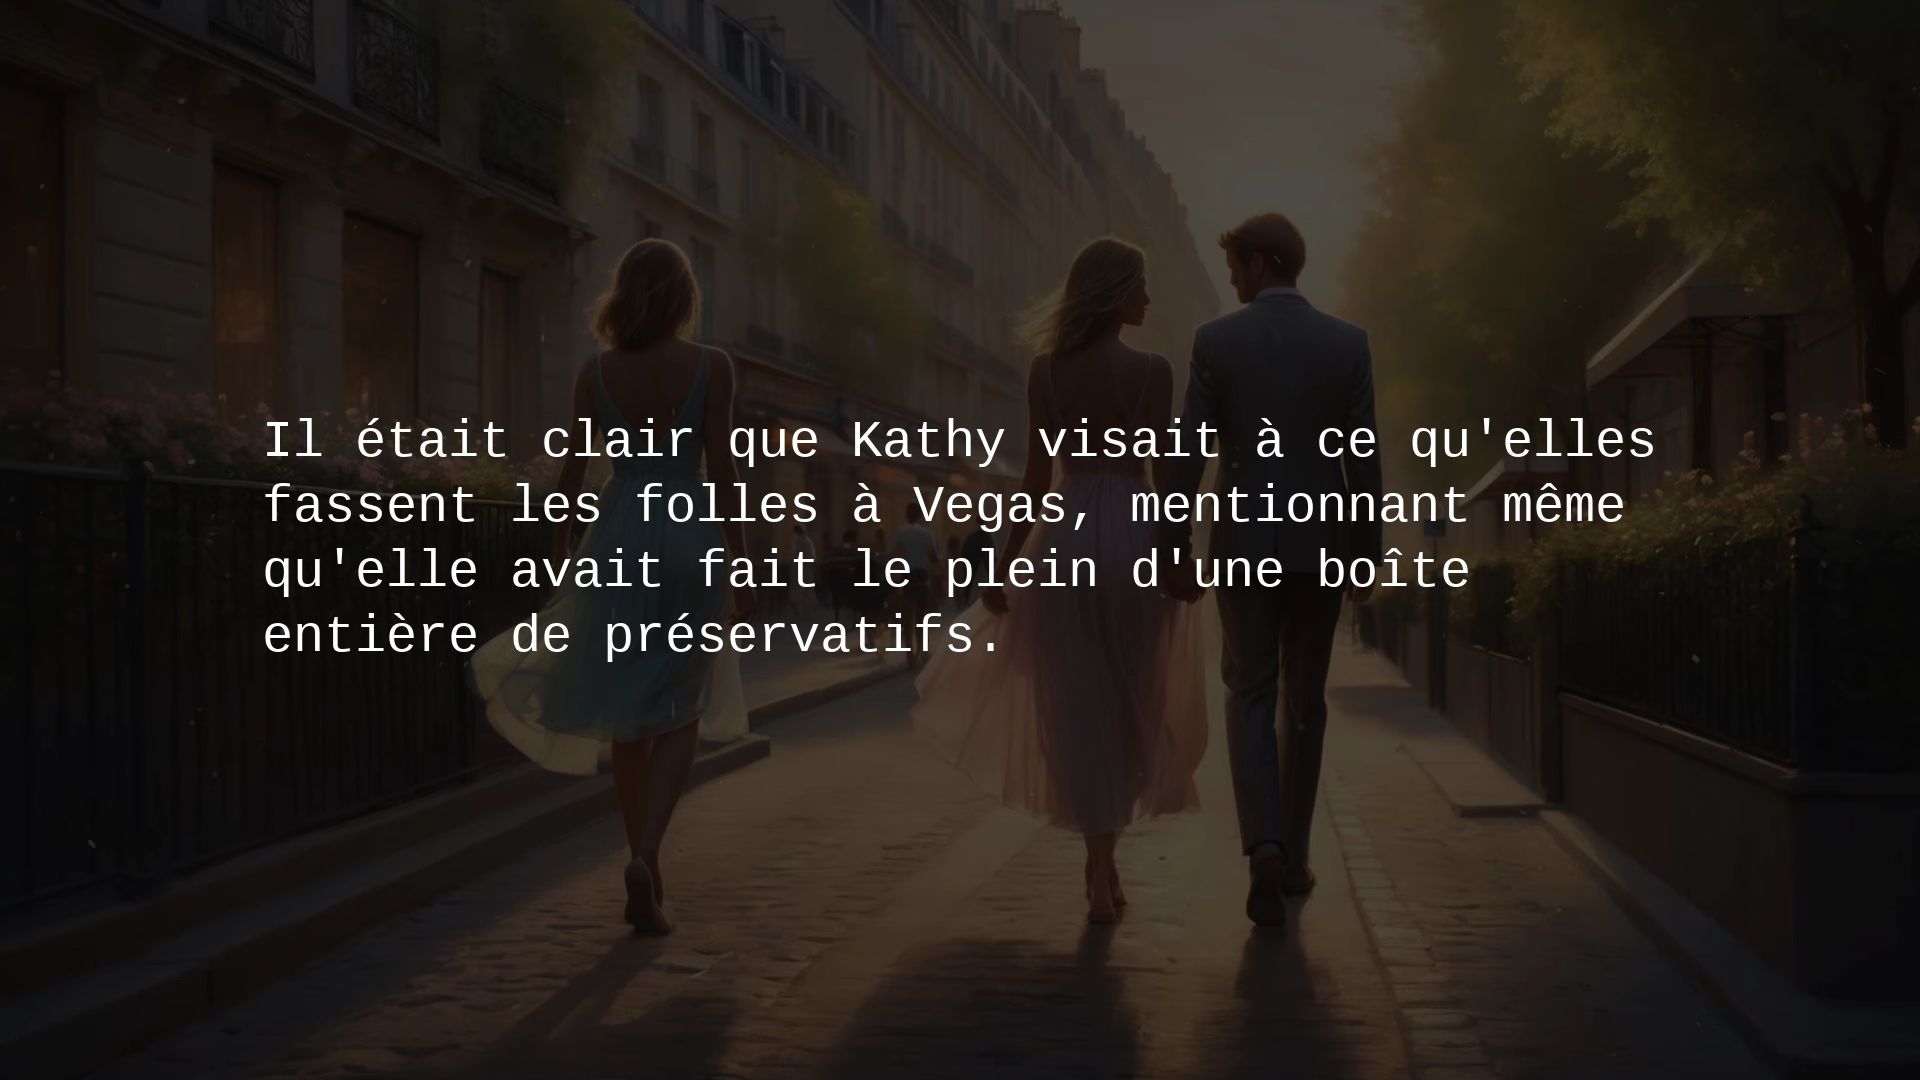 Il était clair que Kathy visait à ce qu'elles
fassent les folles à Vegas, mentionnant même
qu'elle avait fait le plein d'une boîte
entière de préservatifs.